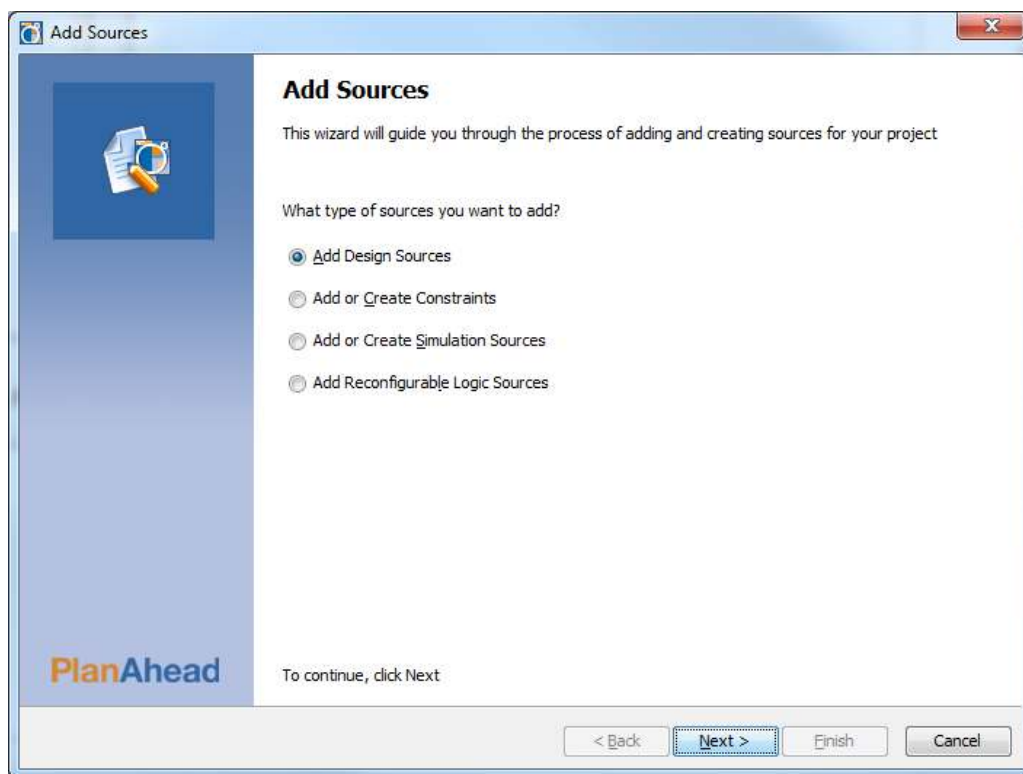 Add Sources
Add Sources
This wizard will guide you through the process of adding and creating sources for your project
What type of sources you want to add?
Add Design Sources
Add or Create Constraints
Add or Create Simulation Sources
Add Reconfigurable Logic Sources
PlanAhead
To continue, click Next
< Back Next > Finish Cancel